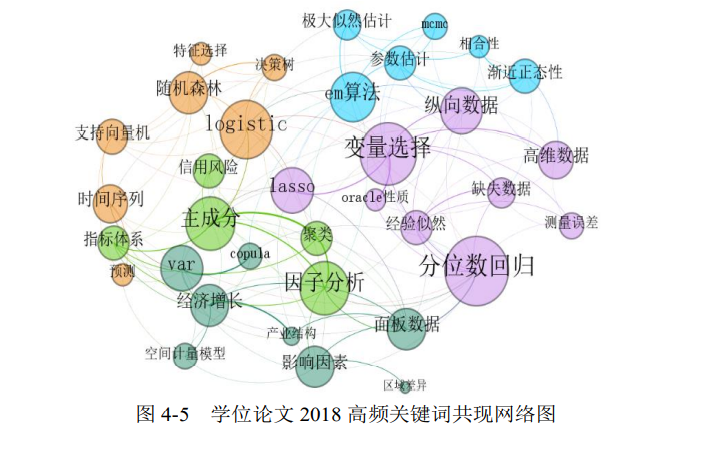 极大似然估计
mcmc
特征选择
相合性
决策树
参数估计
渐近正态性
随机森林
em算法
纵向数据
logistic
支持向量机
变量选择
信用风险
高维数据
lasso
缺失数据
时间序列
oracle性质
主成分
经验似然
测量误差
指标体系
聚类
copula
var
分位数回归
预测
因子分析
经济增长
面板数据
产业结构
空间计量模型
影响因素
区域差异
图 4-5 学位论文 2018 高频关键词共现网络图